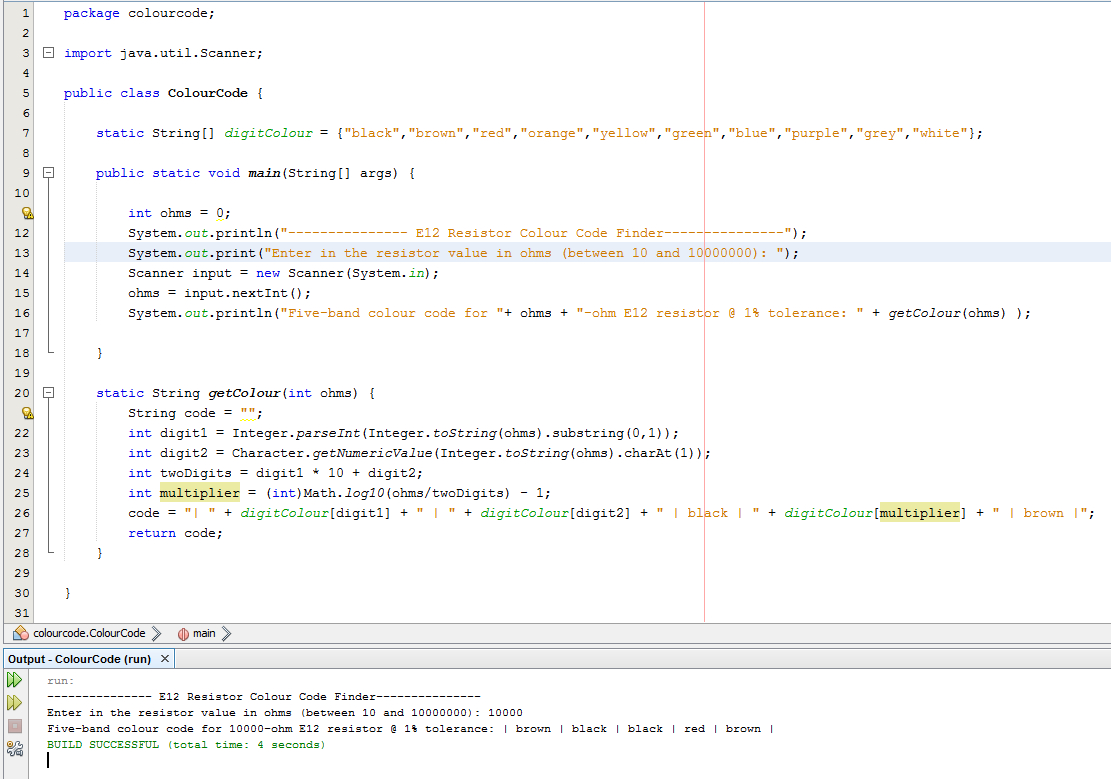 1 package colourcode;
2
3 import java.util.Scanner;
4
5 public class ColourCode {
6
7 static String[] digitColour = {"black","brown","red","orange","yellow","green","blue","purple","grey","white"};
8
9 public static void main(String[] args) {
10
int ohms = 0;
12 System.out.println("--------------- E12 Resistor Colour Code Finder---------------");
13 System.out.print("Enter in the resistor value in ohms (between 10 and 10000000): ");
14 Scanner input = new Scanner(System.in);
15 ohms = input.nextInt();
16 System.out.println("Five-band colour code for "+ ohms + "-ohm E12 resistor @ 1% tolerance: " + getColour(ohms) );
17
18 }
19
20 static String getColour(int ohms) {
String code = "";
22 int digit1 = Integer.parseInt(Integer.toString(ohms).substring(0,1));
23 int digit2 = Character.getNumericValue(Integer.toString(ohms).charAt(1));
24 int twoDigits = digit1 * 10 + digit2;
25 int multiplier = (int)Math.log10(ohms/twoDigits) - 1;
26 code = "| " + digitColour[digit1] + " | " + digitColour[digit2] + " | black | " + digitColour[multiplier] + " | brown |";
27 return code;
28 }
29
30 }
31
colourcode.ColourCode main
Output - ColourCode (run) ×
run:
--------------- E12 Resistor Colour Code Finder---------------
Enter in the resistor value in ohms (between 10 and 10000000): 10000
Five-band colour code for 10000-ohm E12 resistor @ 1% tolerance: | brown | black | black | red | brown |
BUILD SUCCESSFUL (total time: 4 seconds)